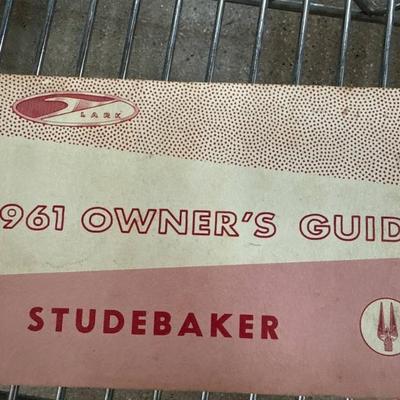 LARK
961 OWNER'S GUID
STUDEBAKER